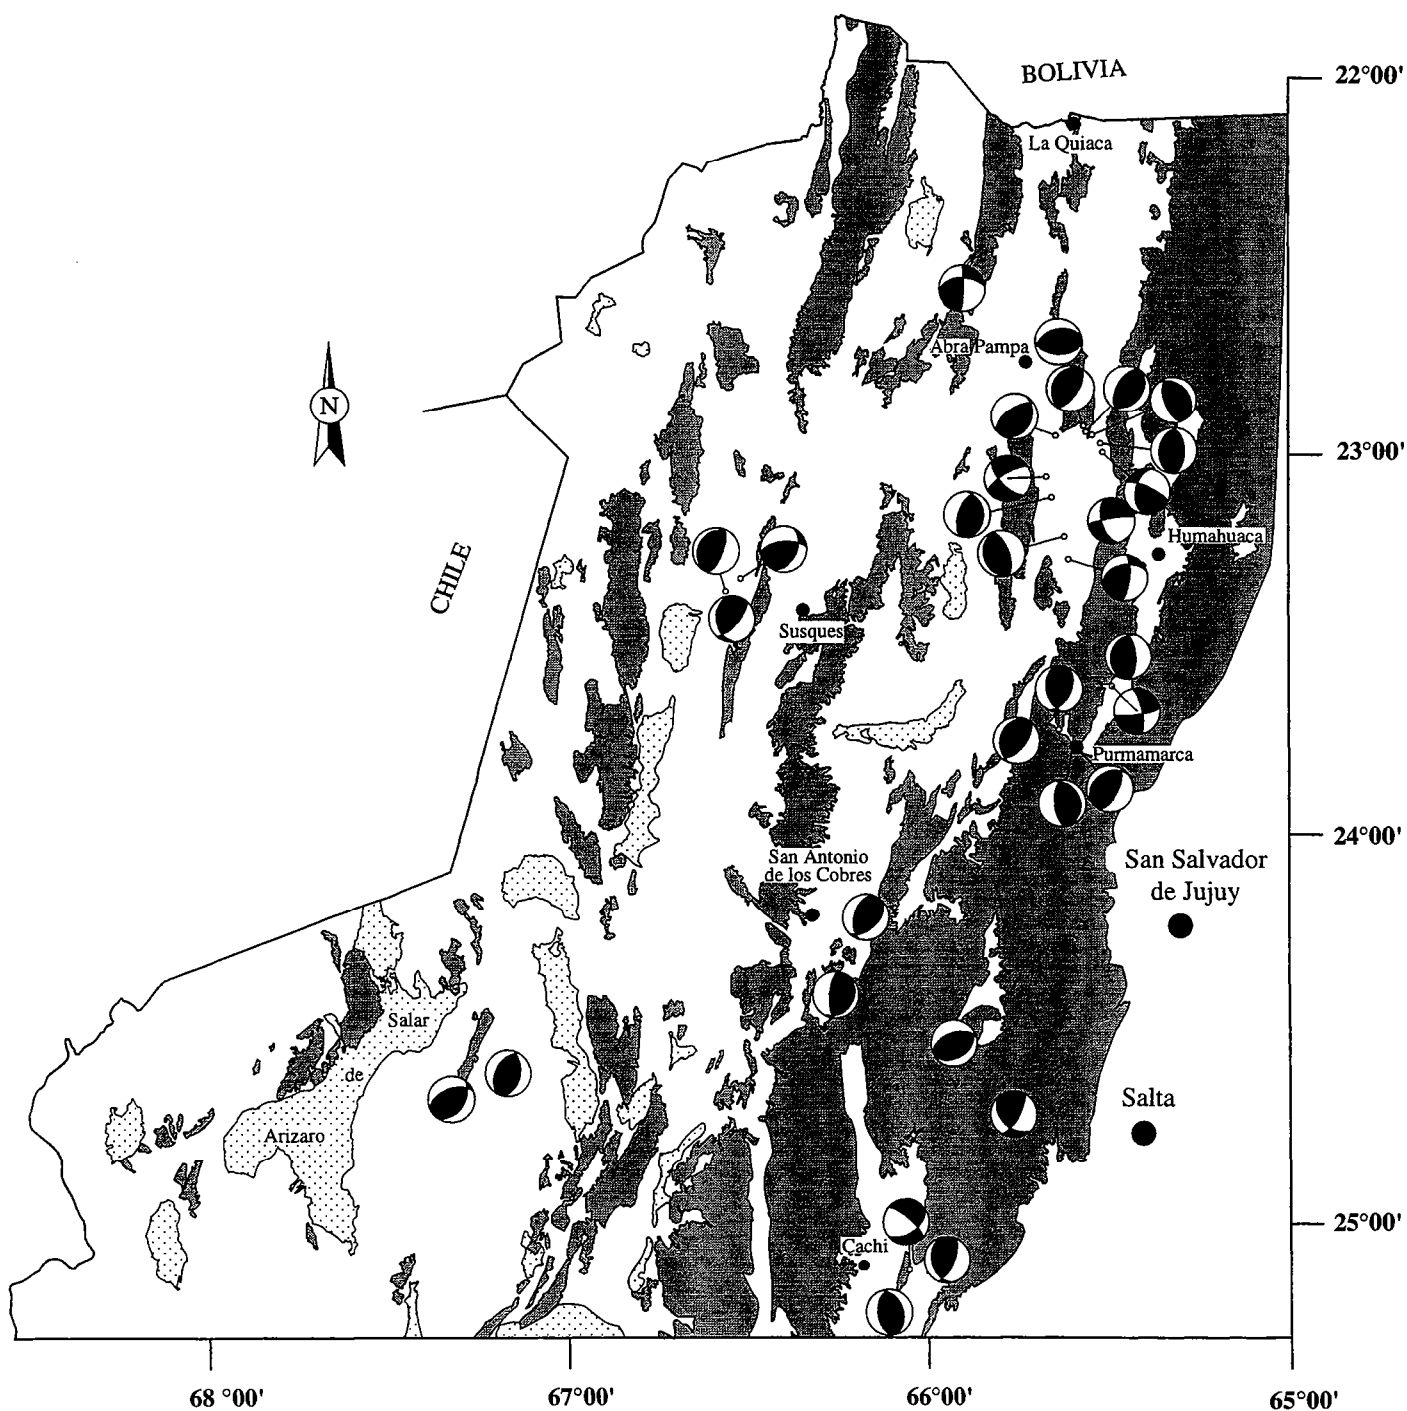 BOLIVIA
22°00'
La Quiaca
Abra Pampa
N
23°00'
Humahuaca
CHILE
Susques
Purmamarca
24°00'
San Antonio
de los Cobres
San Salvador
de Jujuy
Salar
de
Arizaro
Salta
25°00'
Cachi
68 °00'
67°00'
66°00'
65°00'